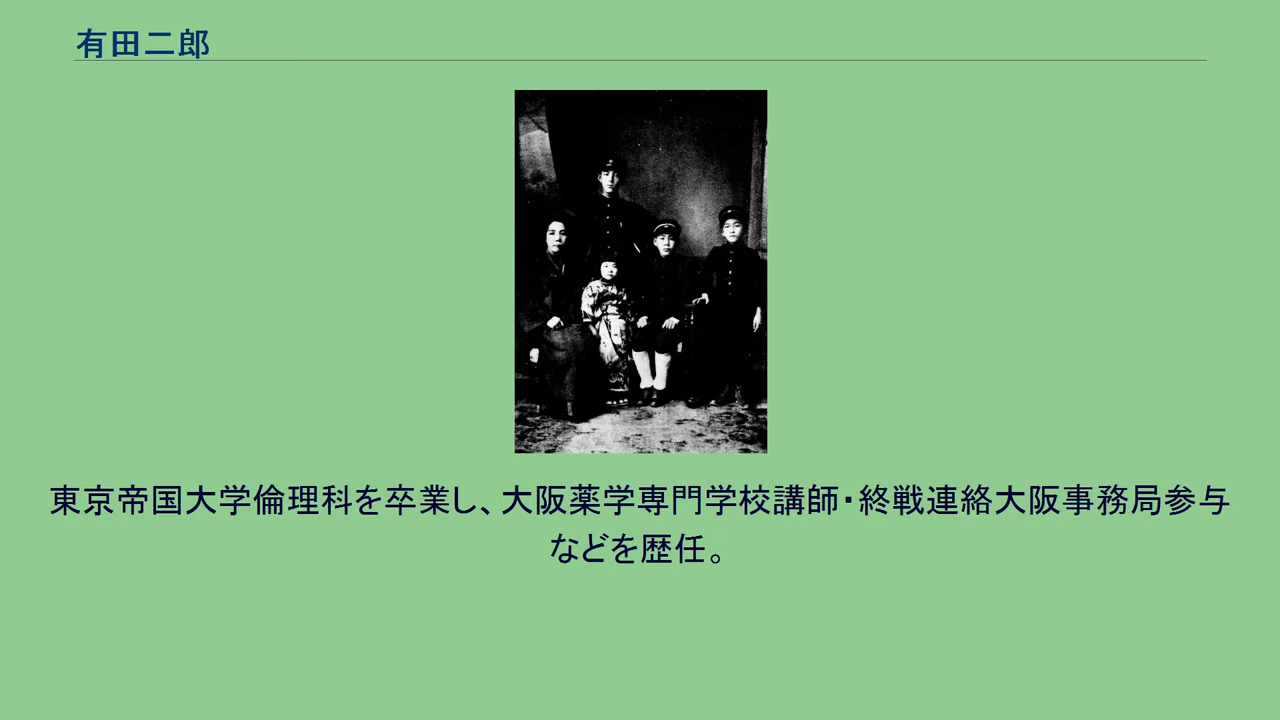 有田二郎
東京帝国大学倫理科を卒業し、大阪薬学専門学校講師・終戦連絡大阪事務局参与
などを歴任。